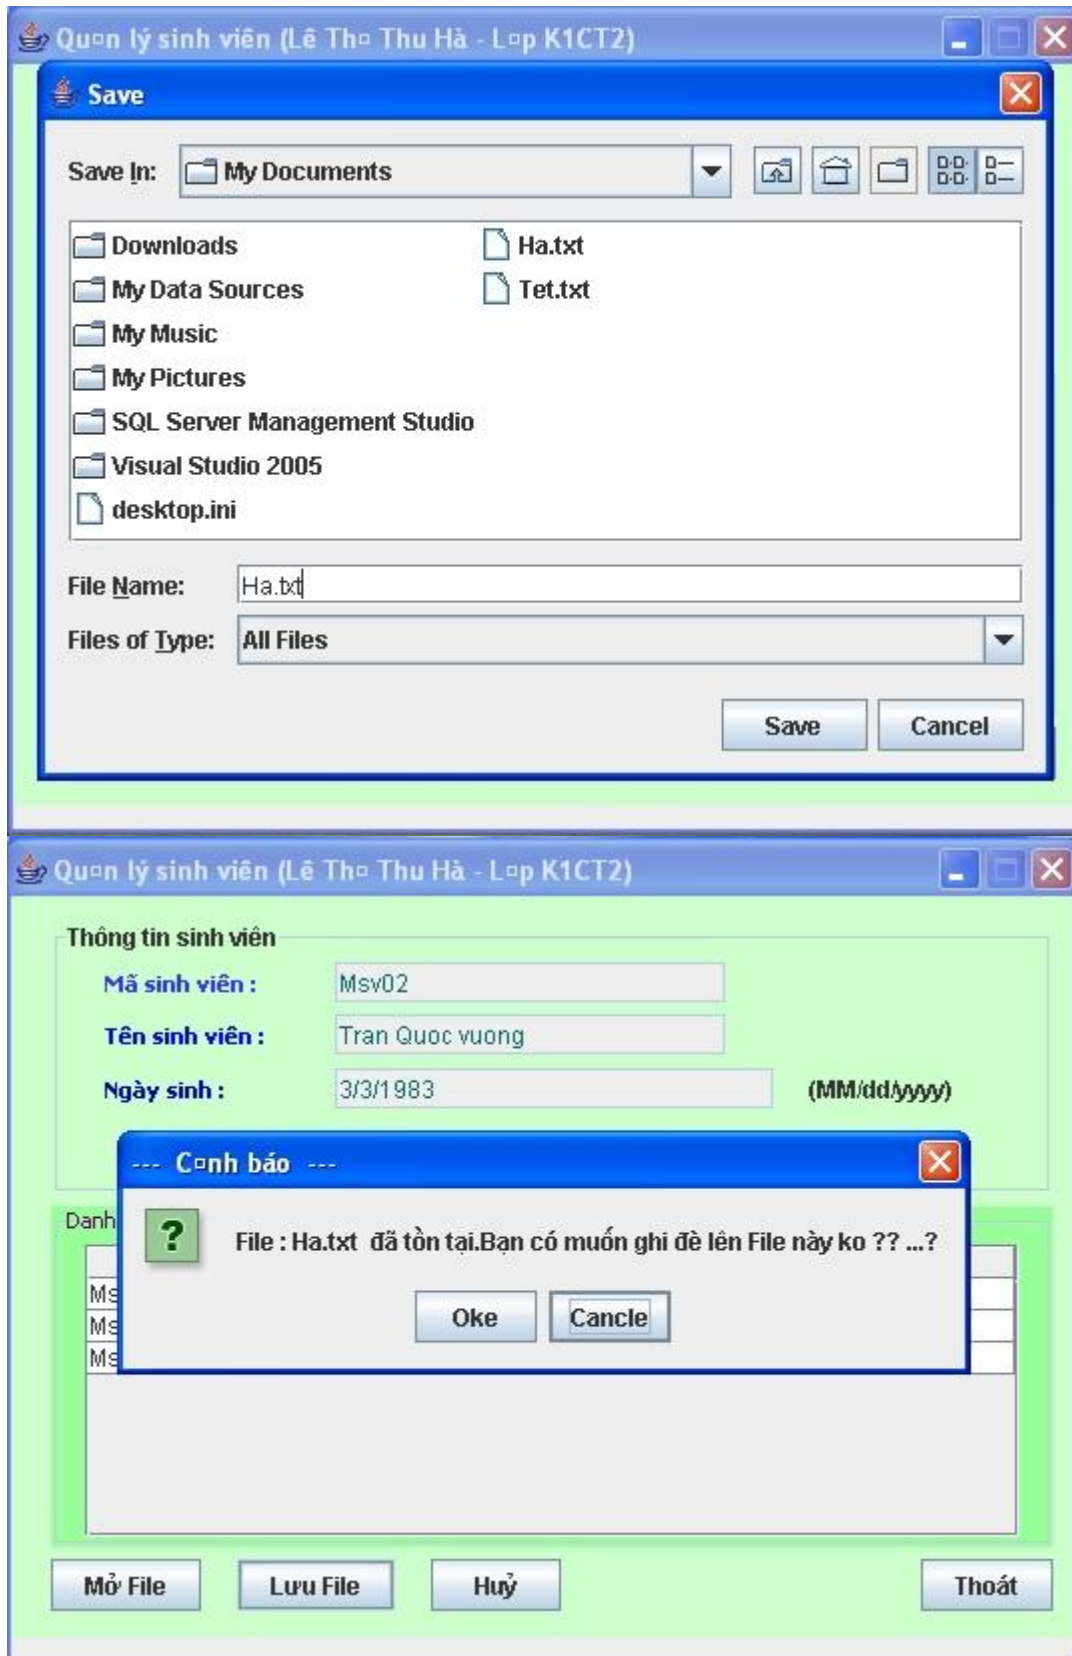 Qu¤n lý sinh viên (Lê Th¤ Thu Hà - L¤p K1CT2)
Save
Save In: My Documents
Downloads Ha.txt
My Data Sources Tet.txt
My Music
My Pictures
SQL Server Management Studio
Visual Studio 2005
desktop.ini
File Name: Ha.txt
Files of Type: All Files
Save Cancel
Qu¤n lý sinh viên (Lê Th¤ Thu Hà - L¤p K1CT2)
Thông tin sinh viên
Mã sinh viên : Msv02
Tên sinh viên : Tran Quoc vuong
Ngày sinh : 3/3/1983 (MM/dd/yyyy)
--- C¤nh báo ---
Danh
File : Ha.txt đã tồn tại.Bạn có muốn ghi đè lên File này ko ?? ...?
Oke Cancle
Ms
Ms
Ms
Mở File Lưu File Huỷ Thoát